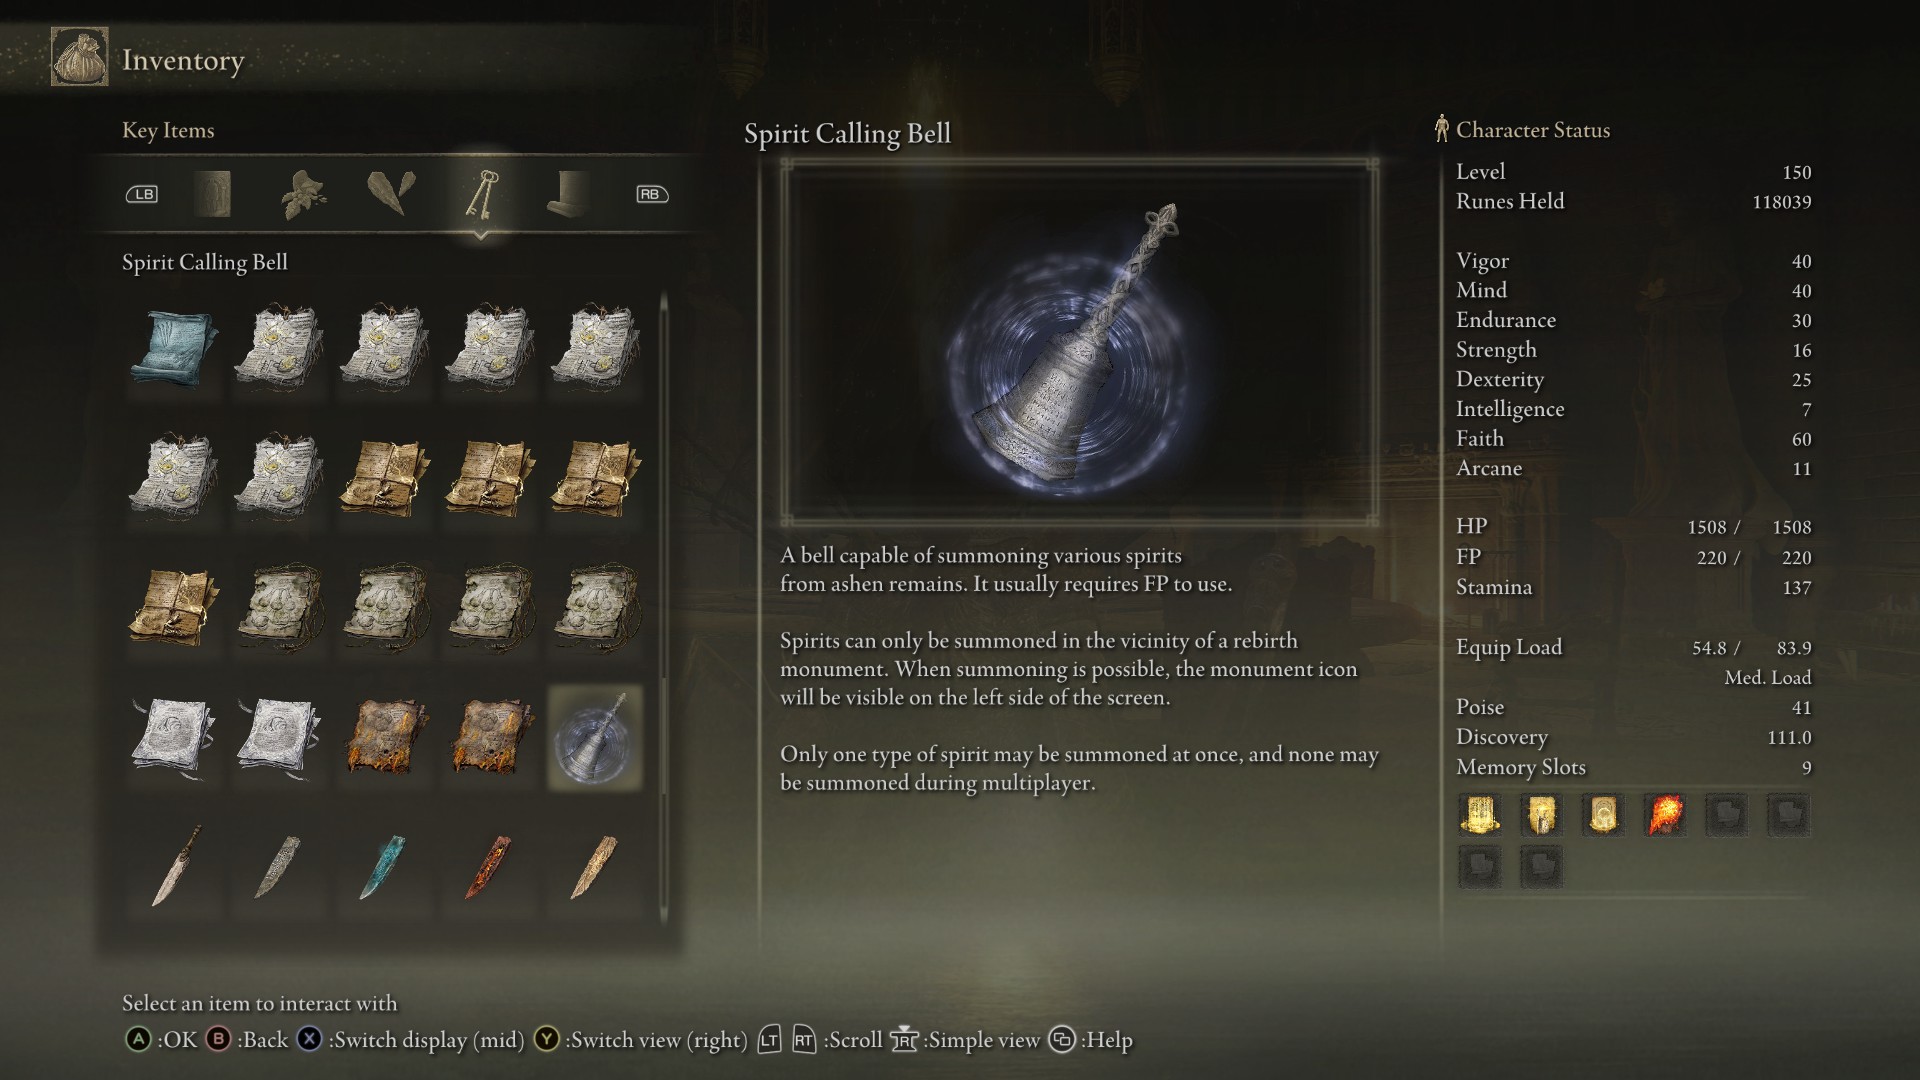 Inventory
Key Items
LB
RB
Spirit Calling Bell
Spirit Calling Bell
A bell capable of summoning various spirits
from ashen remains. It usually requires FP to use.
Spirits can only be summoned in the vicinity of a rebirth
monument. When summoning is possible, the monument icon
will be visible on the left side of the screen.
Only one type of spirit may be summoned at once, and none may
be summoned during multiplayer.
Character Status
Level 150
Runes Held 118039
Vigor 40
Mind 40
Endurance 30
Strength 16
Dexterity 25
Intelligence 7
Faith 60
Arcane 11
HP 1508 / 1508
FP 220 / 220
Stamina 137
Equip Load 54.8 / 83.9
Med. Load
Poise 41
Discovery 111.0
Memory Slots 9
Select an item to interact with
A :OK B :Back X :Switch display (mid) Y :Switch view (right) LT RT :Scroll R :Simple view :Help